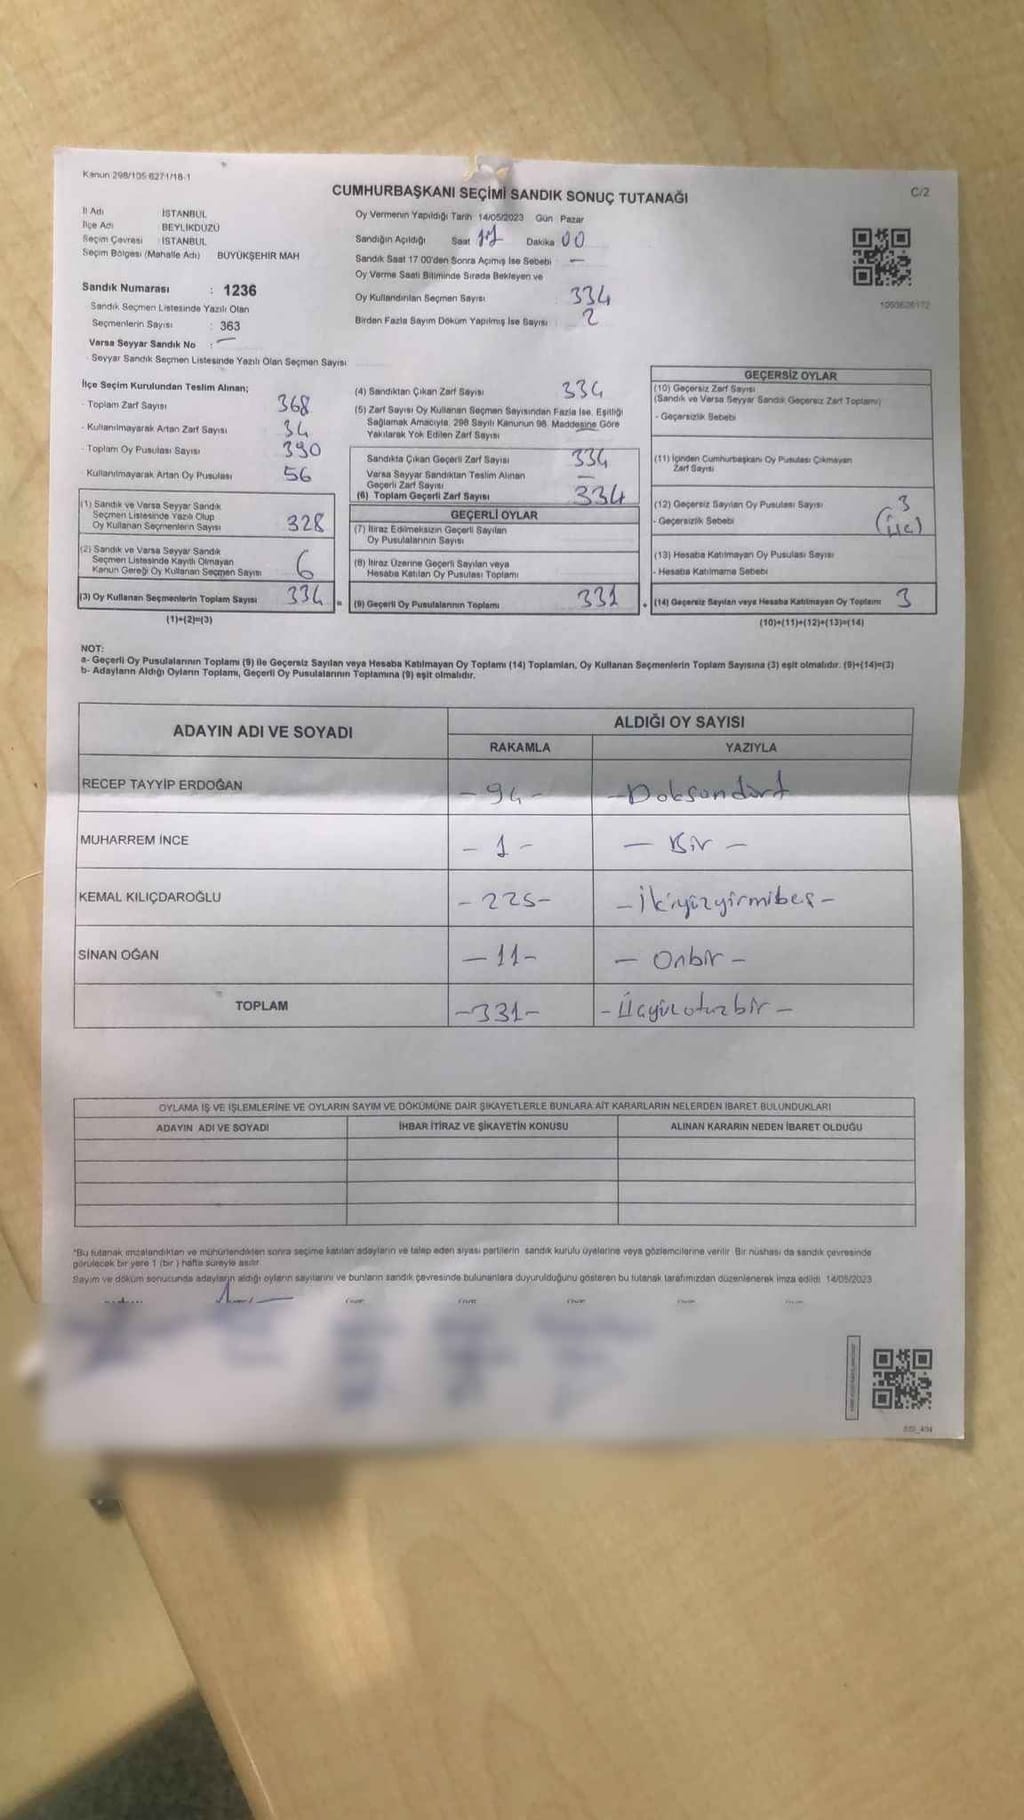 Kanun 298/105 6271/18-1
CUMHURBAŞKANI SEÇİMİ SANDIK SONUÇ TUTANAĞI
C/2
İl Adı İSTANBUL
İlçe Adı BEYLİKDÜZÜ
Seçim Çevresi : İSTANBUL
Seçim Bölgesi (Mahalle Adı) BÜYÜKŞEHİR MAH
Sandık Numarası : 1236
Sandık Seçmen Listesinde Yazılı Olan
Seçmenlerin Sayısı : 363
Varsa Seyyar Sandık No : —
- Seyyar Sandık Seçmen Listesinde Yazılı Olan Seçmen Sayısı
Oy Vermenin Yapıldığı Tarih 14/05/2023 Gün Pazar
Sandığın Açıldığı Saat 17 Dakika 00
Sandık Saat 17 00'den Sonra Açımış İse Sebebi —
Oy Verme Saati Bitiminde Sırada Bekleyen ve
Oy Kullandırılan Seçmen Sayısı : 334
Birden Fazla Sayım Döküm Yapılmış İse Sayısı : 2
1093626172
İlçe Seçim Kurulundan Teslim Alınan;
- Toplam Zarf Sayısı 368
- Kullanılmayarak Artan Zarf Sayısı 34
- Toplam Oy Pusulası Sayısı 390
- Kullanılmayarak Artan Oy Pusulası 56
(1) Sandık ve Varsa Seyyar Sandık
Seçmen Listesinde Yazılı Olup
Oy Kullanan Seçmenlerin Sayısı 328
(2) Sandık ve Varsa Seyyar Sandık
Seçmen Listesinde Kayıtlı Olmayan
Kanun Gereği Oy Kullanan Seçmen Sayısı 6
(3) Oy Kullanan Seçmenlerin Toplam Sayısı 334 =
(1)+(2)=(3)
(4) Sandıktan Çıkan Zarf Sayısı 334
(5) Zarf Sayısı Oy Kullanan Seçmen Sayısından Fazla İse, Eşitliği
Sağlamak Amacıyla, 298 Sayılı Kanunun 98. Maddesine Göre
Yakılarak Yok Edilen Zarf Sayısı
Sandıkta Çıkan Geçerli Zarf Sayısı 334
Varsa Seyyar Sandıktan Teslim Alınan
Geçerli Zarf Sayısı —
(6) Toplam Geçerli Zarf Sayısı 334
GEÇERLİ OYLAR
(7) İtiraz Edilmeksizin Geçerli Sayılan
Oy Pusulalarının Sayısı
(8) İtiraz Üzerine Geçerli Sayılan veya
Hesaba Katılan Oy Pusulası Toplamı
(9) Geçerli Oy Pusulalarının Toplamı 331 +
GEÇERSİZ OYLAR
(10) Geçersiz Zarf Sayısı
(Sandık ve Varsa Seyyar Sandık Geçersiz Zarf Toplamı)
- Geçersizlik Sebebi
(11) İçinden Cumhurbaşkanı Oy Pusulası Çıkmayan
Zarf Sayısı
(12) Geçersiz Sayılan Oy Pusulası Sayısı 3
- Geçersizlik Sebebi (üç)
(13) Hesaba Katılmayan Oy Pusulası Sayısı
- Hesaba Katılmama Sebebi
(14) Geçersiz Sayılan veya Hesaba Katılmayan Oy Toplamı 3
(10)+(11)+(12)+(13)=(14)
NOT:
a- Geçerli Oy Pusulalarının Toplamı (9) ile Geçersiz Sayılan veya Hesaba Katılmayan Oy Toplamı (14) Toplamları, Oy Kullanan Seçmenlerin Toplam Sayısına (3) eşit olmalıdır. (9)+(14)=(3)
b- Adayların Aldığı Oyların Toplamı, Geçerli Oy Pusulalarının Toplamına (9) eşit olmalıdır.
ADAYIN ADI VE SOYADI
ALDIĞI OY SAYISI
RAKAMLA YAZIYLA
RECEP TAYYİP ERDOĞAN -94- -Doksandört
MUHARREM İNCE -1- -Bir-
KEMAL KILIÇDAROĞLU -225- -İkiyüzyirmibeş-
SİNAN OĞAN -11- -Onbir-
TOPLAM -331- -Üçyüzotuzbir-
OYLAMA İŞ VE İŞLEMLERİNE VE OYLARIN SAYIM VE DÖKÜMÜNE DAİR ŞİKAYETLERLE BUNLARA AİT KARARLARIN NELERDEN İBARET BULUNDUKLARI
ADAYIN ADI VE SOYADI İHBAR İTİRAZ VE ŞİKAYETİN KONUSU ALINAN KARARIN NEDEN İBARET OLDUĞU
*Bu tutanak imzalandıktan ve mühürlendikten sonra seçime katılan adayların ve talep eden siyasi partilerin sandık kurulu üyelerine veya gözlemcilerine verilir. Bir nüshası da sandık çevresinde
görülecek bir yere 1 (bir ) hafta süreyle asılır.
Sayım ve döküm sonucunda adayların aldığı oyların sayılarını ve bunların sandık çevresinde bulunanlara duyurulduğunu gösteren bu tutanak tarafımızdan düzenlenerek imza edildi 14/05/2023